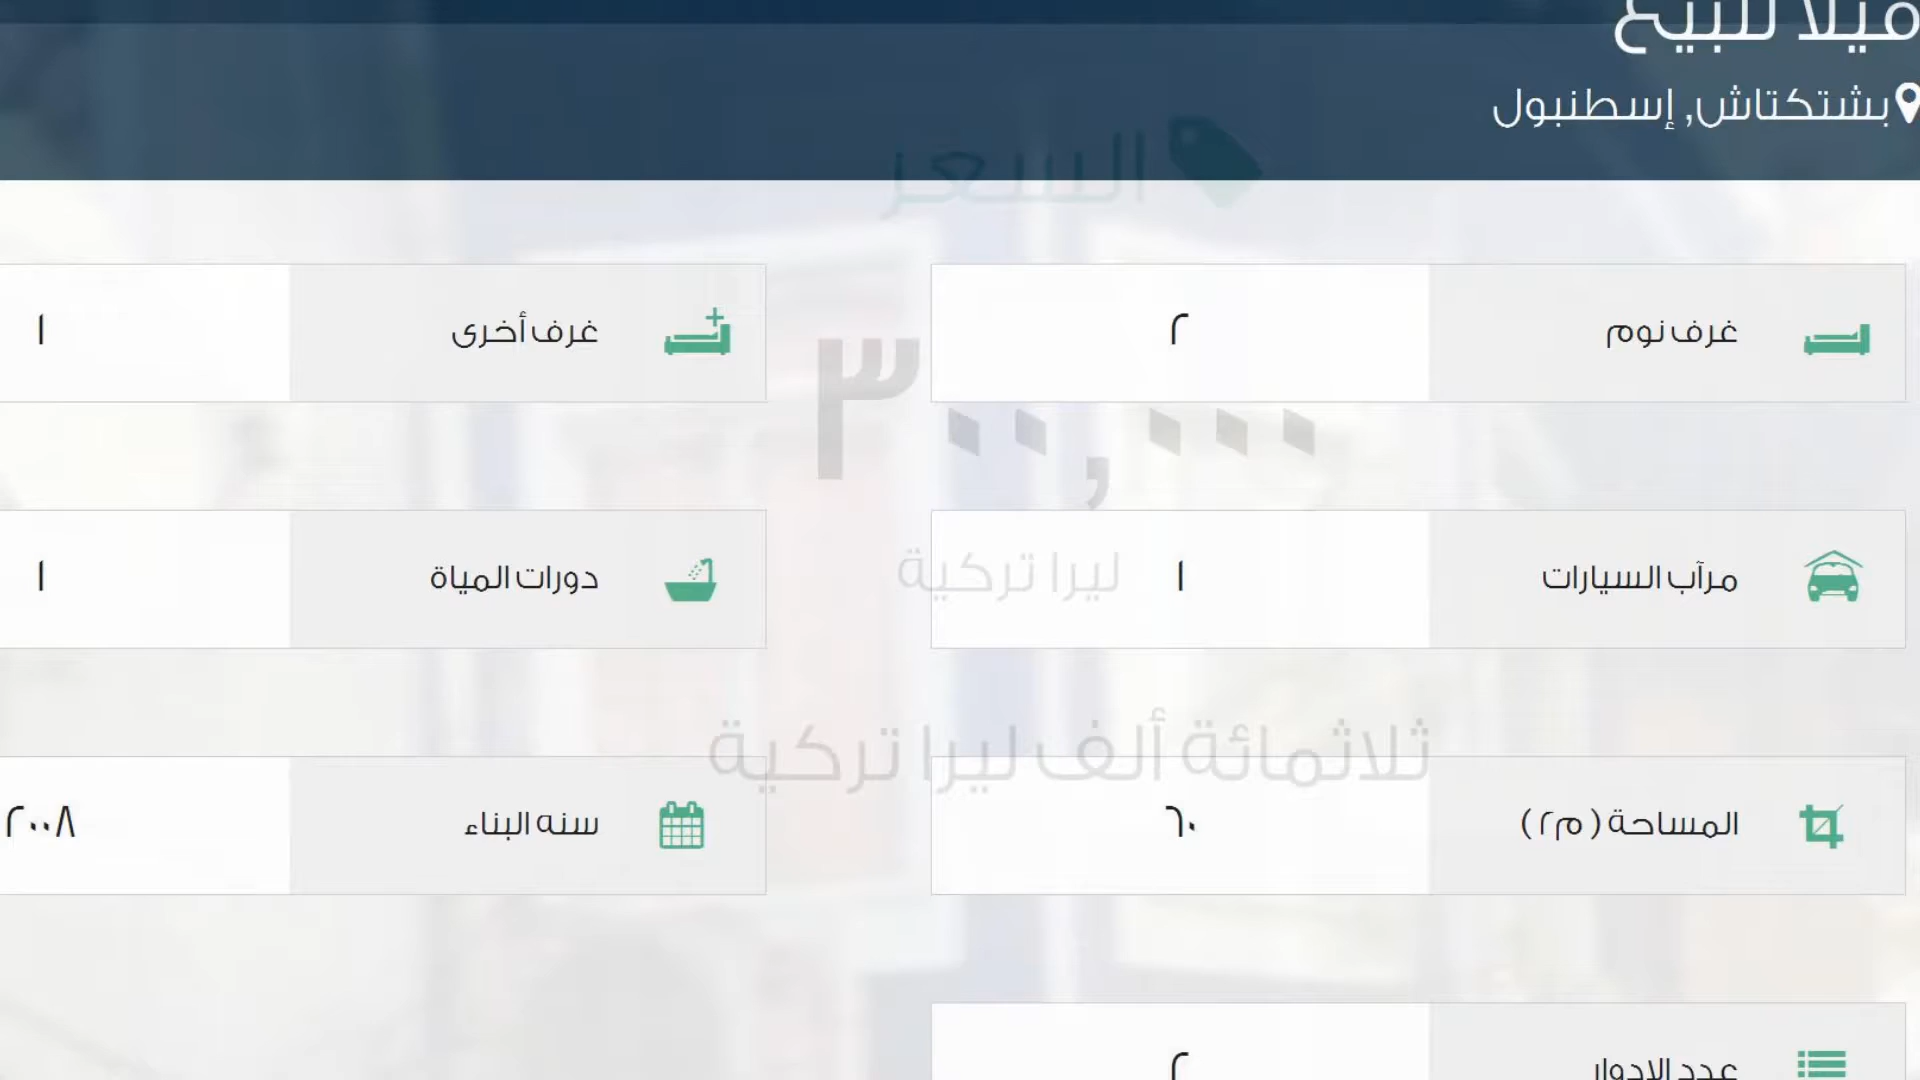 فيلا للبيع
بشتكتاش, إسطنبول
السعر
غرف نوم
٢
غرف أخرى
١
٣٠٠,٠٠٠
مرآب السيارات
١
دورات المياة
١
ليرا تركية
ثلاثمائة ألف ليرا تركية
المساحة ( م٢ )
٦٠
سنه البناء
٢٠٠٨
عدد الادوار
٢